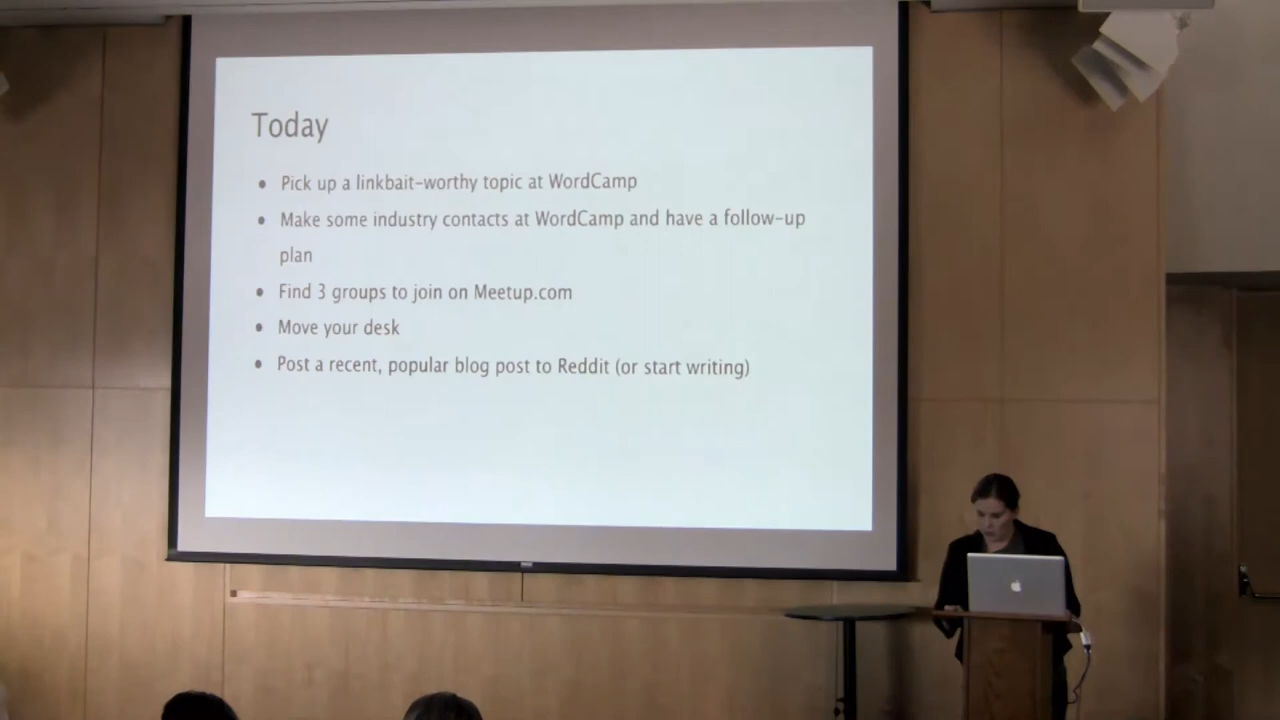 Today
• Pick up a linkbait-worthy topic at WordCamp
• Make some industry contacts at WordCamp and have a follow-up
plan
• Find 3 groups to join on Meetup.com
• Move your desk
• Post a recent, popular blog post to Reddit (or start writing)